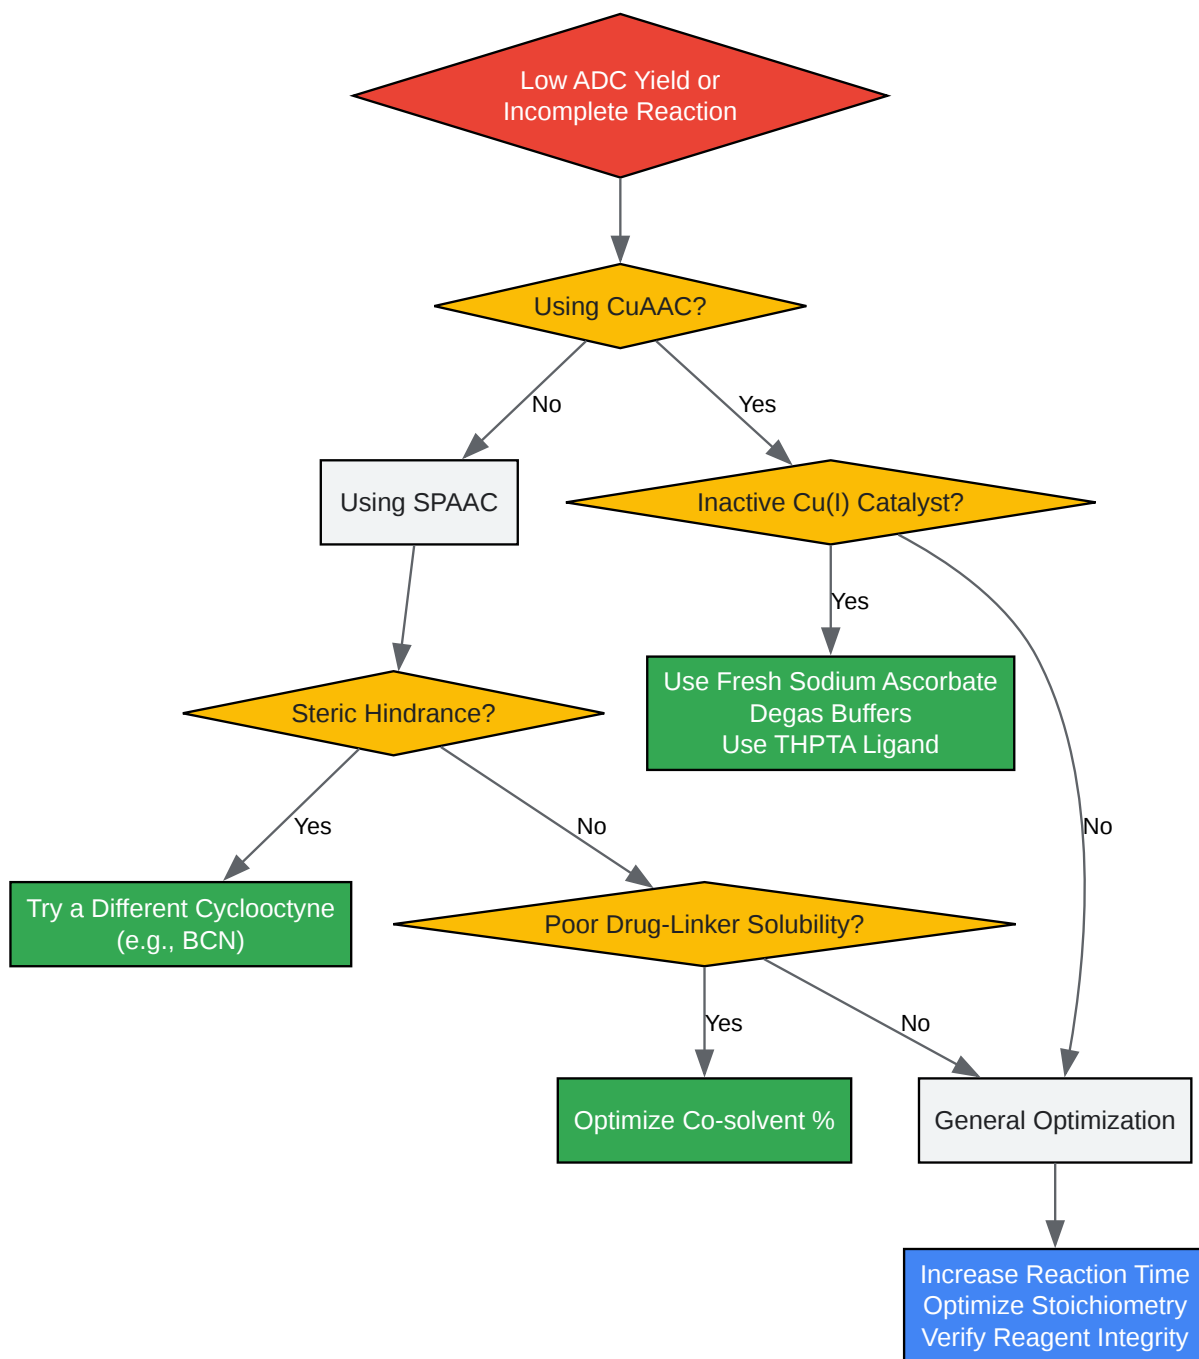 Low ADC Yield or
Incomplete Reaction
Using CuAAC?
No
Yes
Using SPAAC
Inactive Cu(I) Catalyst?
Yes
Use Fresh Sodium Ascorbate
Degas Buffers
Use THPTA Ligand
Steric Hindrance?
Yes
No
No
Try a Different Cyclooctyne
(e.g., BCN)
Poor Drug-Linker Solubility?
Yes
No
Optimize Co-solvent %
General Optimization
Increase Reaction Time
Optimize Stoichiometry
Verify Reagent Integrity